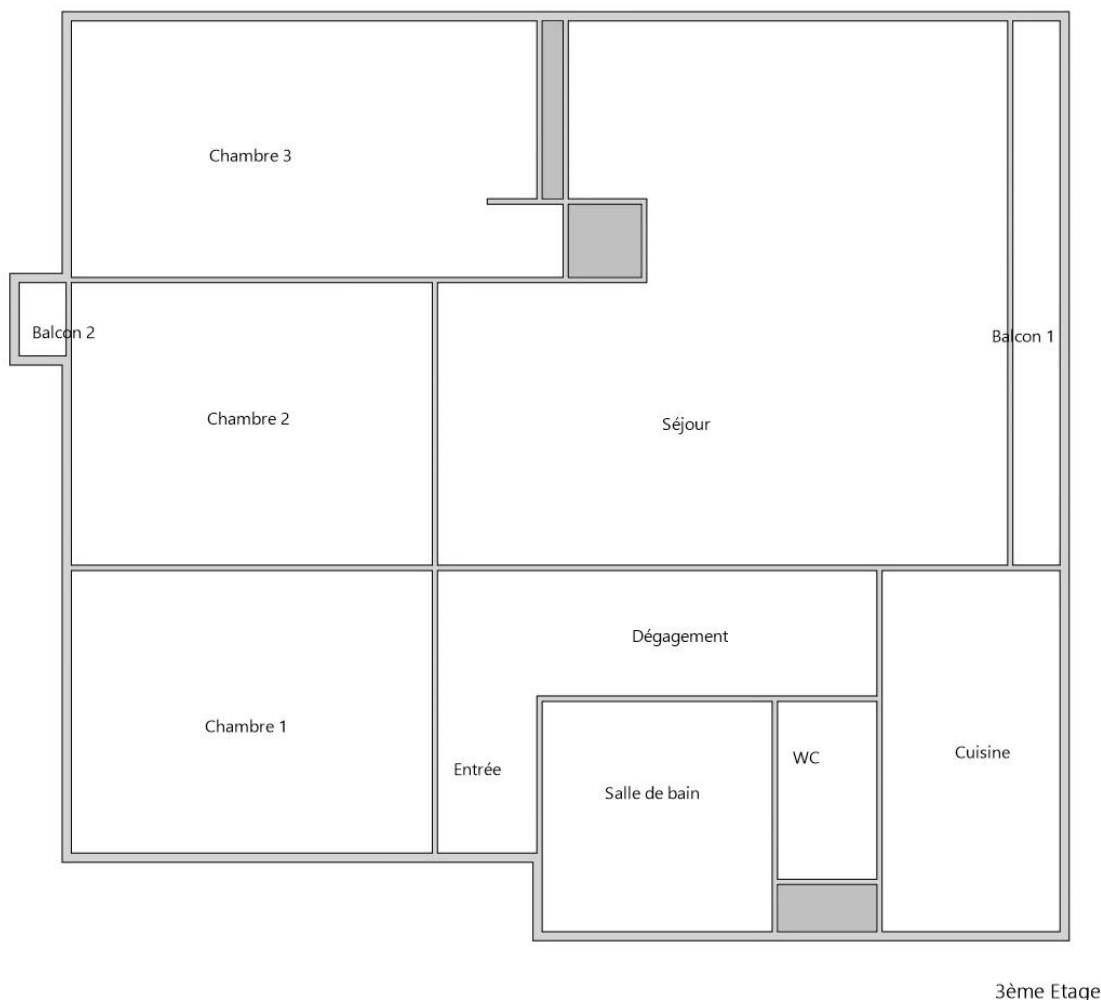 Chambre 3
Balcon 2
Balcon 1
Chambre 2
Séjour
Dégagement
Chambre 1
Entrée
WC
Cuisine
Salle de bain
3ème Etage